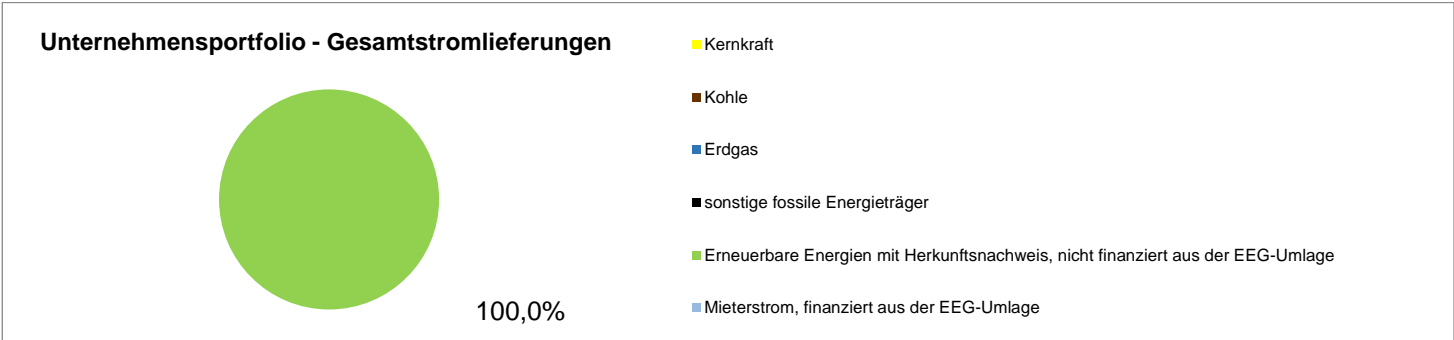 Unternehmensportfolio - Gesamtstromlieferungen
100,0%
Kernkraft
Kohle
Erdgas
sonstige fossile Energieträger
Erneuerbare Energien mit Herkunftsnachweis, nicht finanziert aus der EEG-Umlage
Mieterstrom, finanziert aus der EEG-Umlage